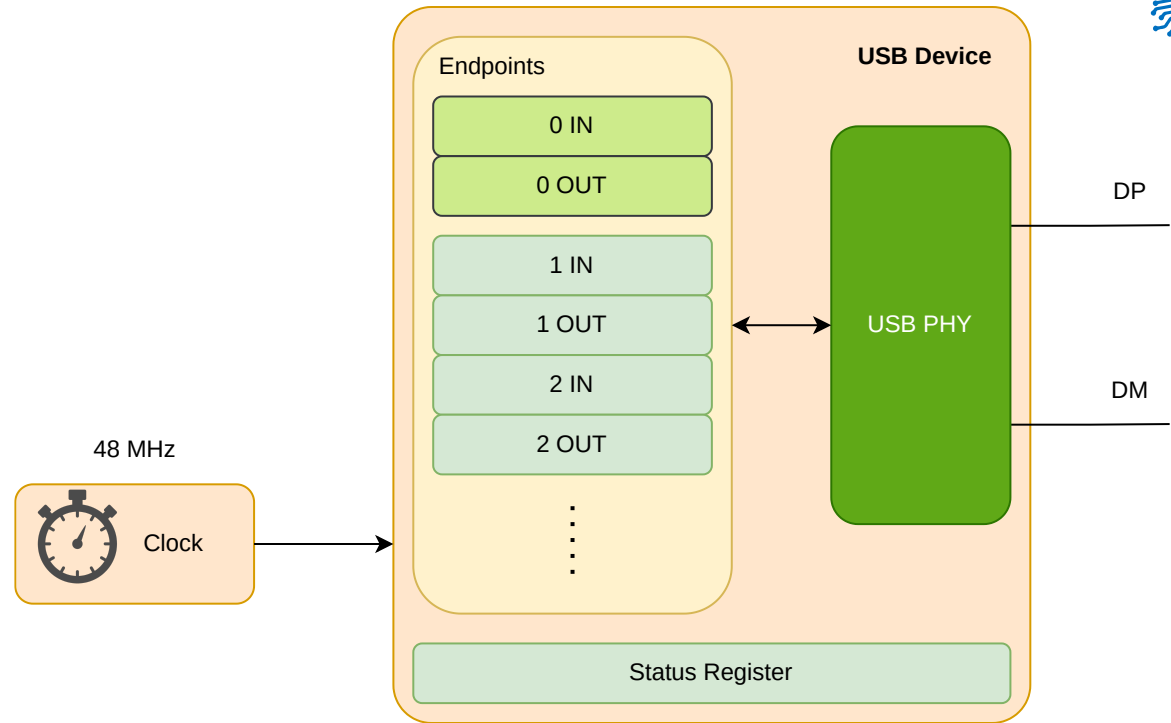 USB Device
Endpoints
0 IN
0 OUT
1 IN
1 OUT
2 IN
2 OUT
USB PHY
DP
DM
48 MHz
Clock
Status Register